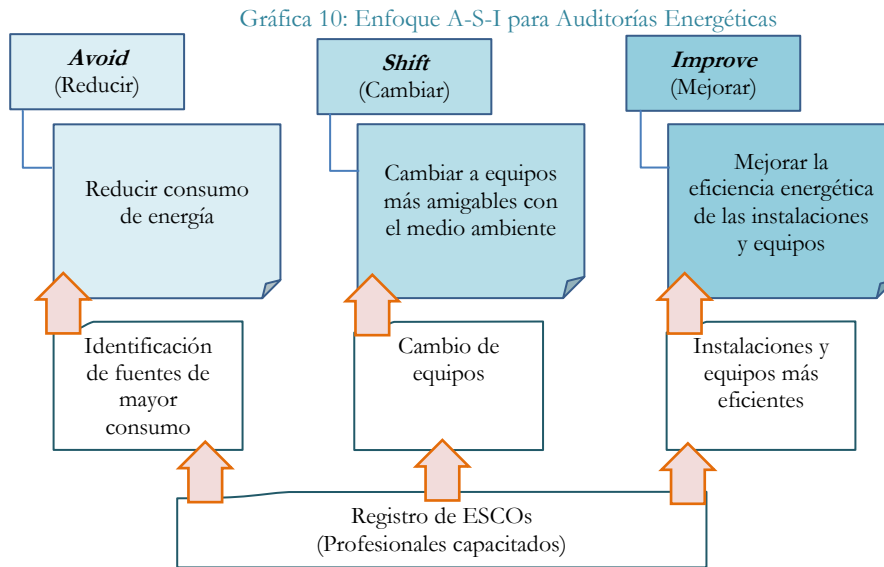 Gráfica 10: Enfoque A-S-I para Auditorías Energéticas
Avoid
(Reducir)
Shift
(Cambiar)
Improve
(Mejorar)
Reducir consumo
de energía
Cambiar a equipos
más amigables con
el medio ambiente
Mejorar la
eficiencia energética
de las instalaciones
y equipos
Identificación
de fuentes de
mayor
consumo
Cambio de
equipos
Instalaciones y
equipos más
eficientes
Registro de ESCOs
(Profesionales capacitados)